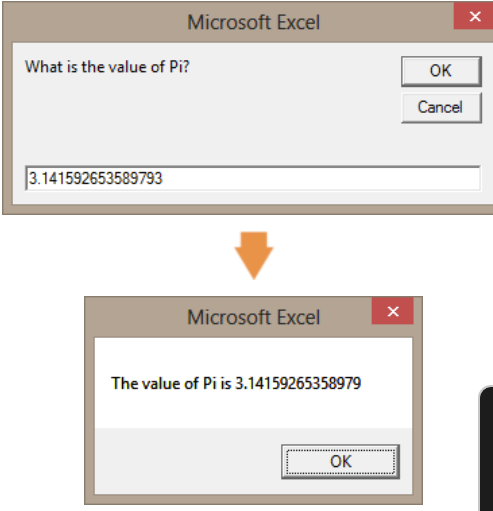 Microsoft Excel
What is the value of Pi?
OK
Cancel
3.141592653589793
Microsoft Excel
The value of Pi is 3.14159265358979
OK